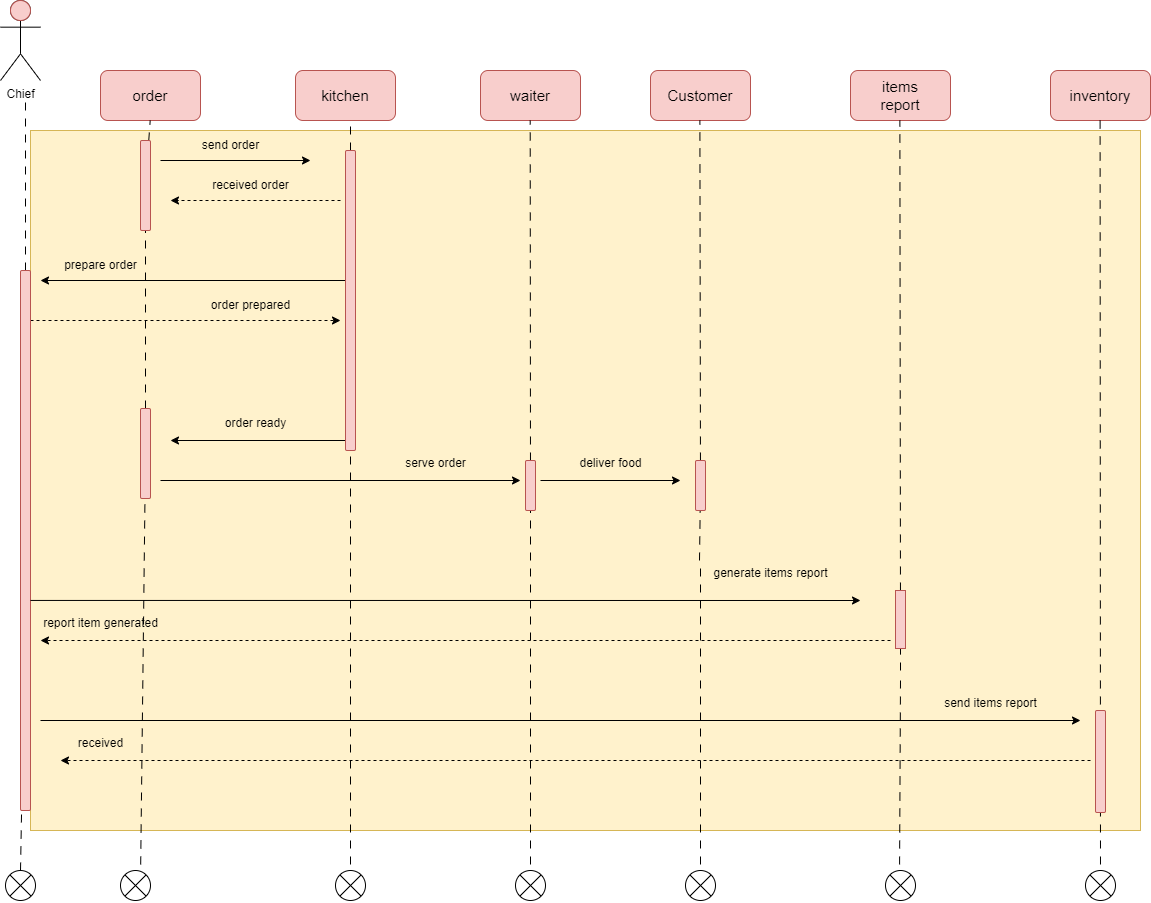 Chief
order
kitchen
waiter
Customer
items
report
inventory
send order
received order
prepare order
order prepared
order ready
serve order
deliver food
generate items report
report item generated
send items report
received